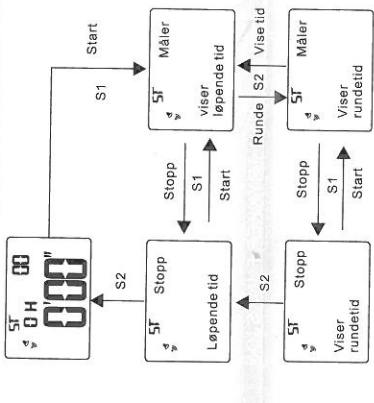 ST
0 H 00
0'00"
Start
S1
S2
ST
Stopp
Løpende tid
Stopp
S1
Start
ST
Måler
viser
løpende tid
S2
Runde
S2
Vise tid
ST
Stopp
Viser
rundetid
Stopp
S1
Start
ST
Måler
Viser
rundetid